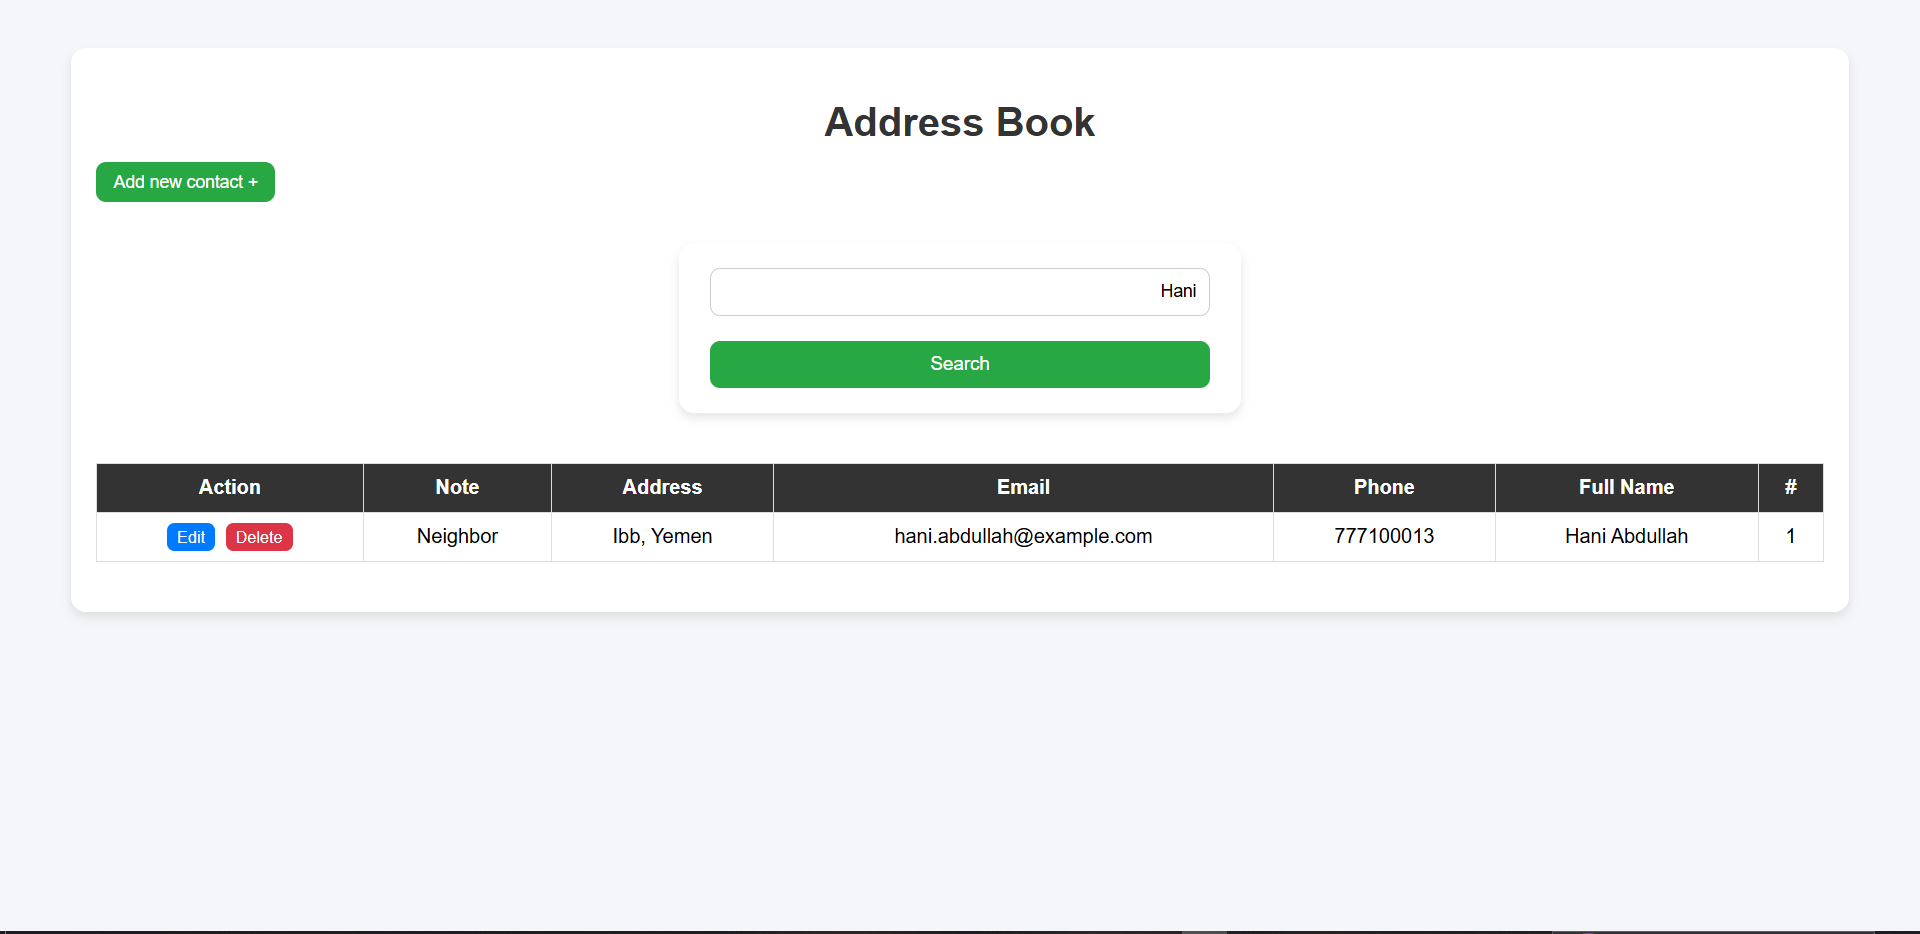 Address Book
Add new contact +
Hani
Search
Action Note Address Email Phone Full Name #
Edit Delete Neighbor Ibb, Yemen hani.abdullah@example.com 777100013 Hani Abdullah 1